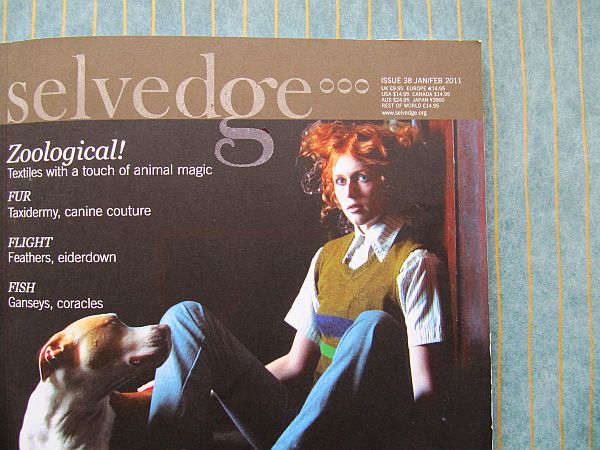 selvedge
ISSUE 38 JAN/FEB 2011
UK £9.95 EUROPE €14.95
USA $14.95 CANADA $14.95
AUS $24.95 JAPAN ¥3860
REST OF WORLD £14.95
www.selvedge.org
Zoological!
Textiles with a touch of animal magic
FUR
Taxidermy, canine couture
FLIGHT
Feathers, eiderdown
FISH
Ganseys, coracles